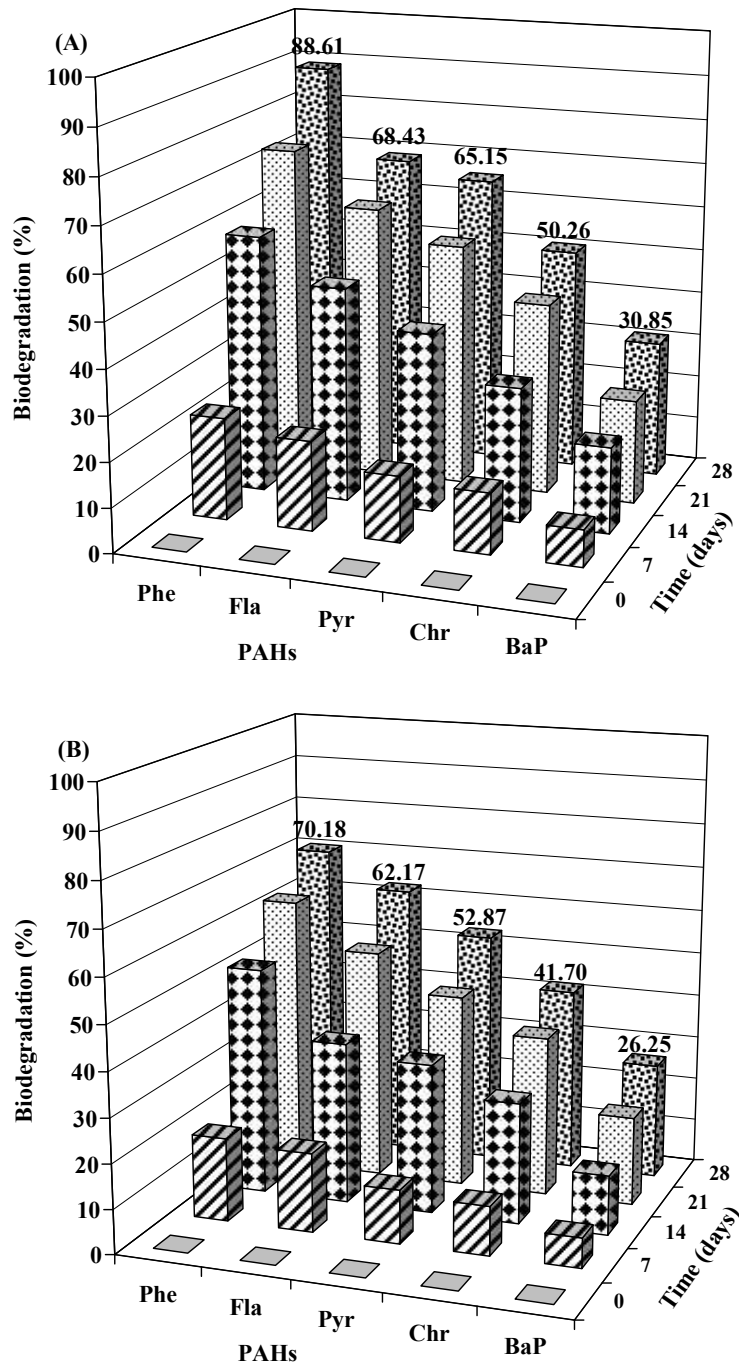 (A)
88.61
68.43
65.15
50.26
30.85
100
90
80
70
60
50
40
30
20
10
0
Biodegradation (%)
Phe
Fla
Pyr
Chr
BaP
PAHs
0
7
14
21
28
Time (days)
(B)
70.18
62.17
52.87
41.70
26.25
100
90
80
70
60
50
40
30
20
10
0
Biodegradation (%)
Phe
Fla
Pyr
Chr
BaP
PAHs
0
7
14
21
28
Time (days)